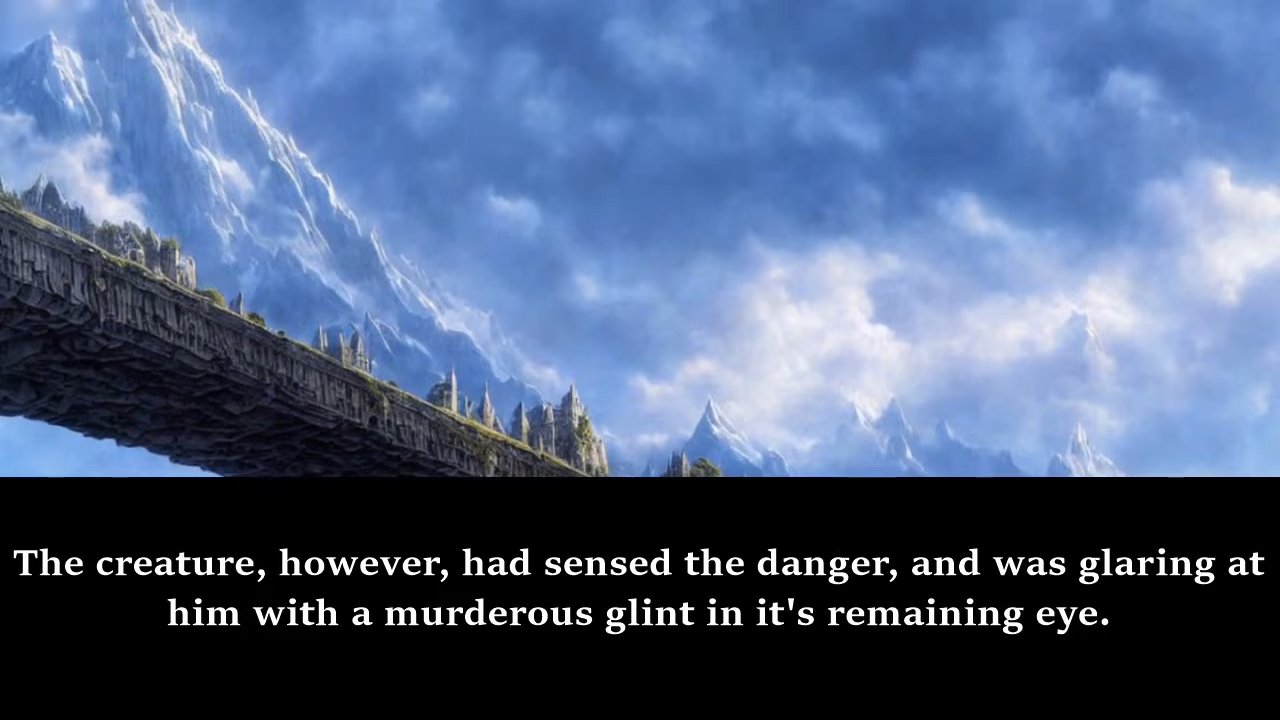 The creature, however, had sensed the danger, and was glaring at
him with a murderous glint in it's remaining eye.